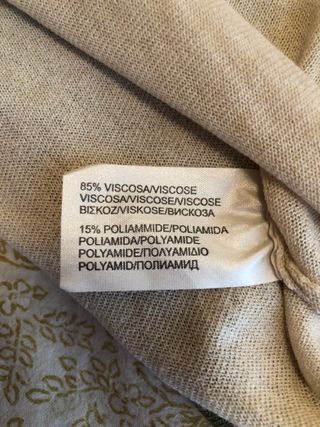 85% VISCOSA/VISCOSE
VISCOSA/VISCOSE/VISCOSE
ΒΙΣΚΟΖ/VISKOSE/ВИСКОЗА
15% POLIAMMIDE/POLIAMIDA
POLIAMIDA/POLYAMIDE
POLYAMIDE/ΠΟΛΥΑΜΙΔΙΟ
POLYAMID/ПОЛИАМИД